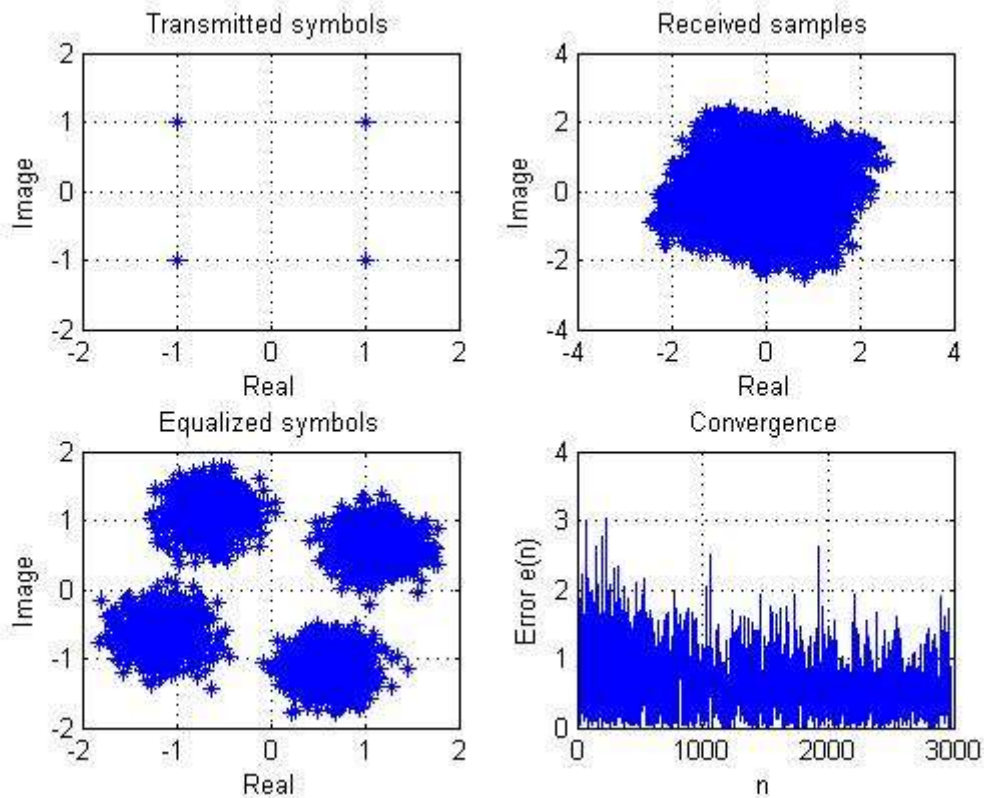 Transmitted symbols
2
1
0
-1
-2
Image
-2 -1 0 1 2
Real
Received samples
4
2
0
-2
-4
Image
-4 -2 0 2 4
Real
Equalized symbols
2
1
0
-1
-2
Image
-2 -1 0 1 2
Real
Convergence
4
3
2
1
0
Error e(n)
0 1000 2000 3000
n